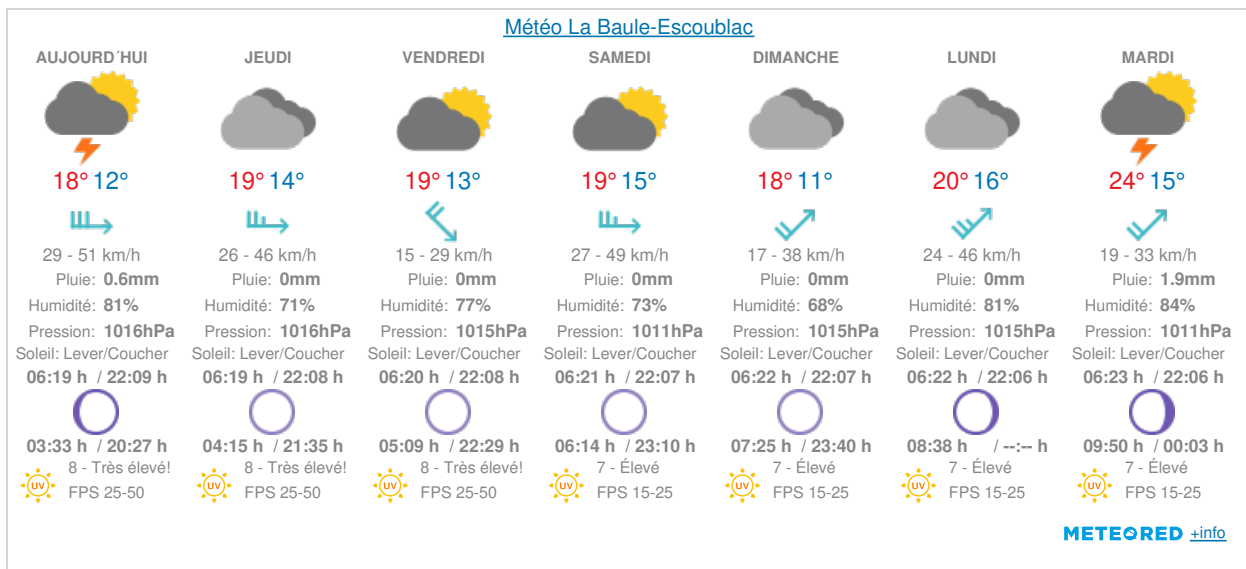 Météo La Baule-Escoublac
AUJOURD´HUI JEUDI VENDREDI SAMEDI DIMANCHE LUNDI MARDI
18° 12° 19° 14° 19° 13° 19° 15° 18° 11° 20° 16° 24° 15°
29 - 51 km/h 26 - 46 km/h 15 - 29 km/h 27 - 49 km/h 17 - 38 km/h 24 - 46 km/h 19 - 33 km/h
Pluie: 0.6mm Pluie: 0mm Pluie: 0mm Pluie: 0mm Pluie: 0mm Pluie: 0mm Pluie: 1.9mm
Humidité: 81% Humidité: 71% Humidité: 77% Humidité: 73% Humidité: 68% Humidité: 81% Humidité: 84%
Pression: 1016hPa Pression: 1016hPa Pression: 1015hPa Pression: 1011hPa Pression: 1015hPa Pression: 1015hPa Pression: 1011hPa
Soleil: Lever/Coucher Soleil: Lever/Coucher Soleil: Lever/Coucher Soleil: Lever/Coucher Soleil: Lever/Coucher Soleil: Lever/Coucher Soleil: Lever/Coucher
06:19 h / 22:09 h 06:19 h / 22:08 h 06:20 h / 22:08 h 06:21 h / 22:07 h 06:22 h / 22:07 h 06:22 h / 22:06 h 06:23 h / 22:06 h
03:33 h / 20:27 h 04:15 h / 21:35 h 05:09 h / 22:29 h 06:14 h / 23:10 h 07:25 h / 23:40 h 08:38 h / --:-- h 09:50 h / 00:03 h
UV 8 - Très élevé! UV 8 - Très élevé! UV 8 - Très élevé! UV 7 - Élevé UV 7 - Élevé UV 7 - Élevé UV 7 - Élevé
FPS 25-50 FPS 25-50 FPS 25-50 FPS 15-25 FPS 15-25 FPS 15-25 FPS 15-25
METEORED +info